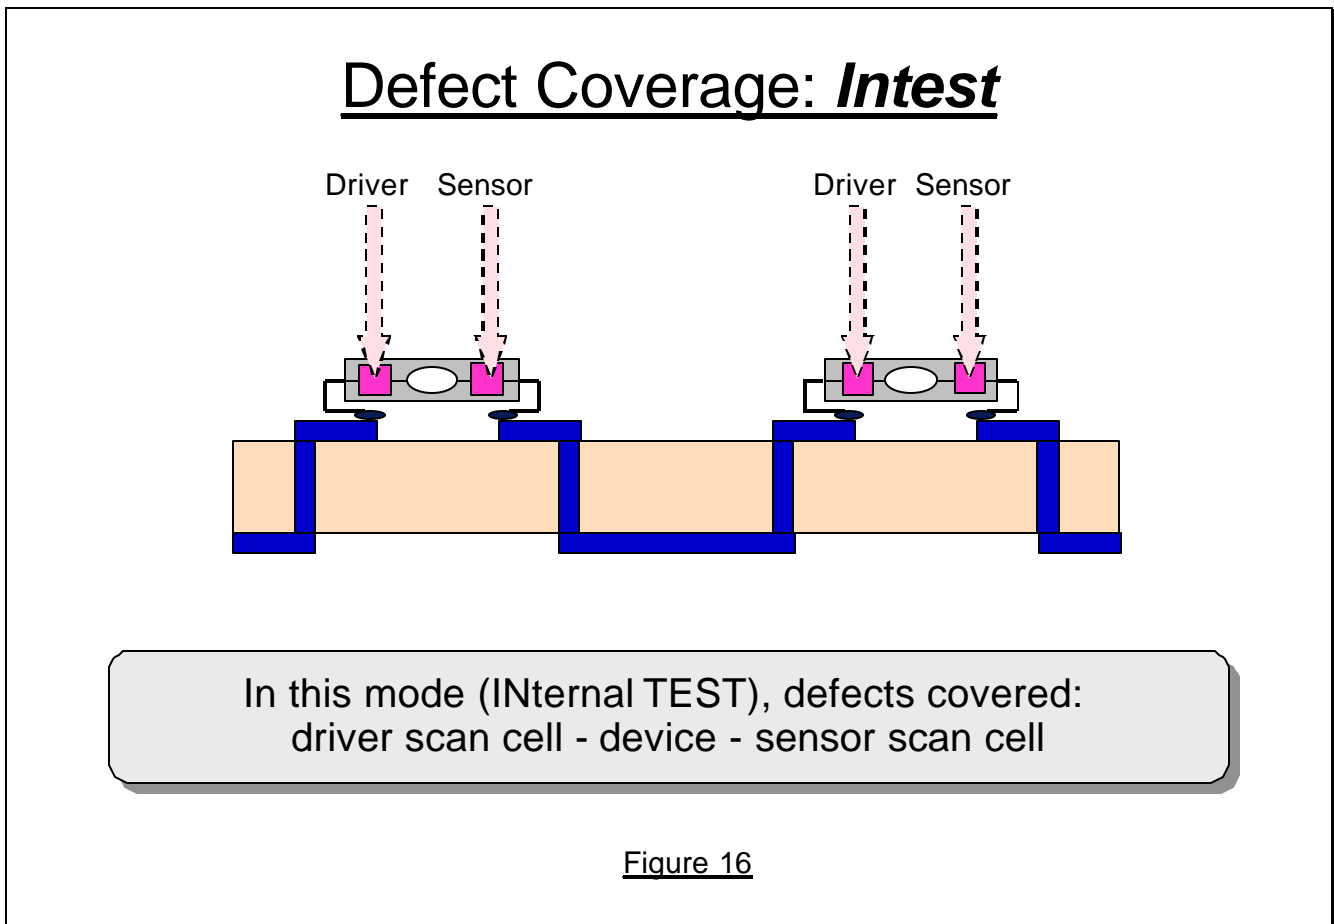 Defect Coverage: Intest
Driver Sensor Driver Sensor
In this mode (INternal TEST), defects covered:
driver scan cell - device - sensor scan cell
Figure 16